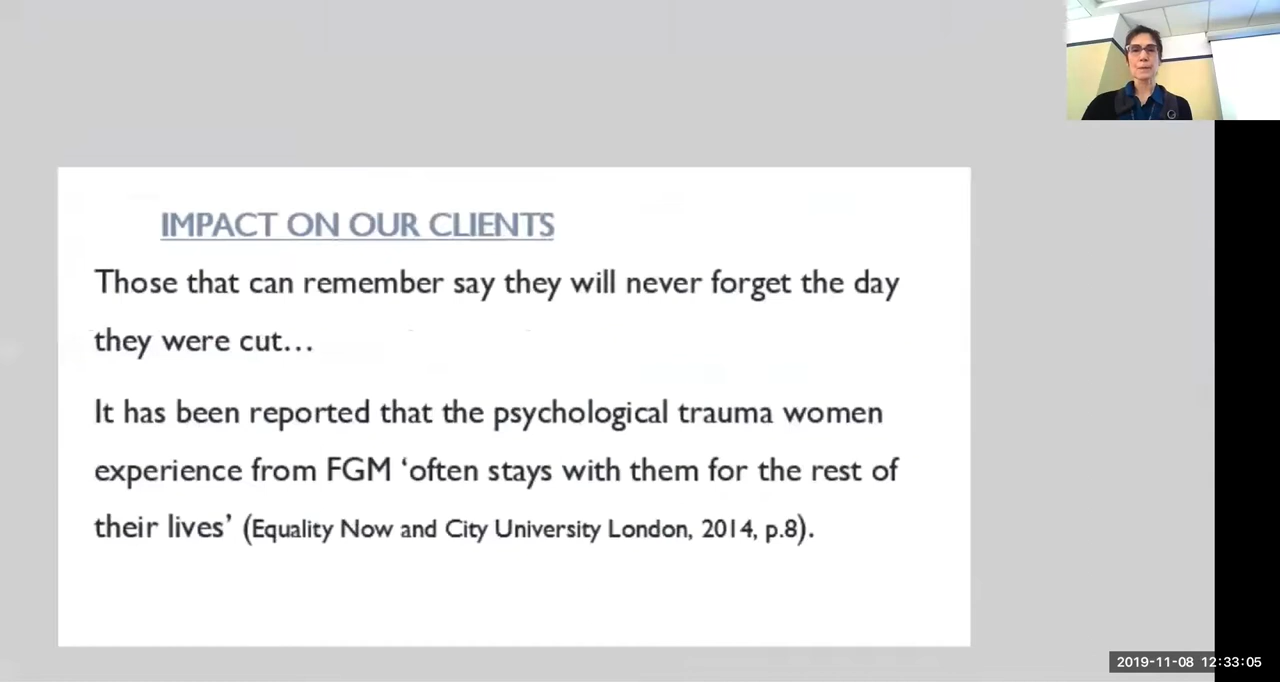 IMPACT ON OUR CLIENTS
Those that can remember say they will never forget the day
they were cut…
It has been reported that the psychological trauma women
experience from FGM ‘often stays with them for the rest of
their lives’ (Equality Now and City University London, 2014, p.8).
2019-11-08 12:33:05